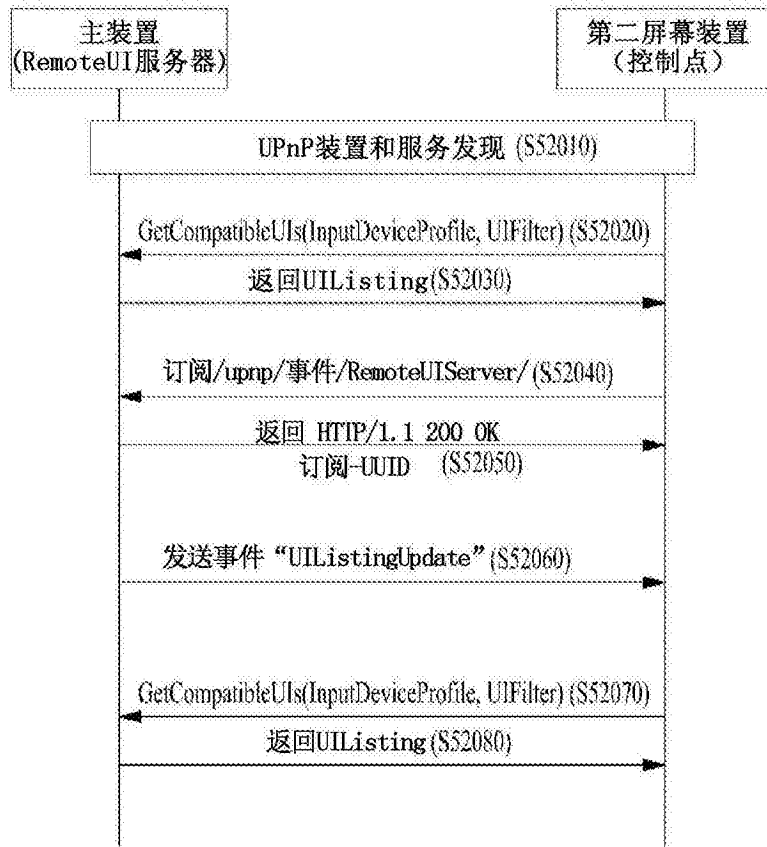 主装置
(RemoteUI服务器)
第二屏幕装置
（控制点）
UPnP装置和服务发现 (S52010)
GetCompatibleUIs(InputDeviceProfile, UIFilter) (S52020)
返回UIListing(S52030)
订阅/upnp/事件/RemoteUIServer/(S52040)
返回 HTTP/1.1 200 OK
订阅-UUID (S52050)
发送事件“UIListingUpdate”(S52060)
GetCompatibleUIs(InputDeviceProfile, UIFilter) (S52070)
返回UIListing(S52080)